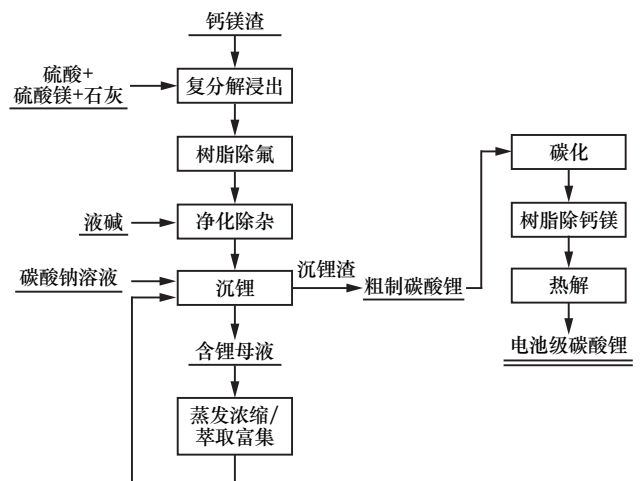 钙镁渣
硫酸+
硫酸镁+石灰
复分解浸出
树脂除氟
液碱
净化除杂
碳酸钠溶液
沉锂
沉锂渣
粗制碳酸锂
含锂母液
蒸发浓缩/
萃取富集
碳化
树脂除钙镁
热解
电池级碳酸锂